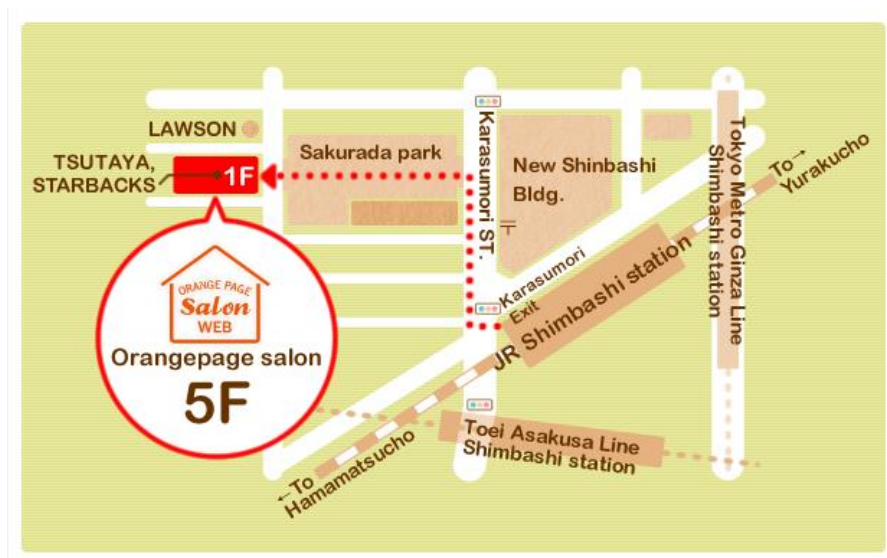 LAWSON
TSUTAYA,
STARBACKS
1F
Sakurada park
Karasumori ST.
New Shinbashi
Bldg.
〒
Tokyo Metro Ginza Line
Shimbashi station
To→
Yurakucho
Karasumori
Exit
JR Shimbashi station
ORANGE PAGE
Salon
WEB
Orangepage salon
5F
Toei Asakusa Line
Shimbashi station
←To
Hamamatsucho